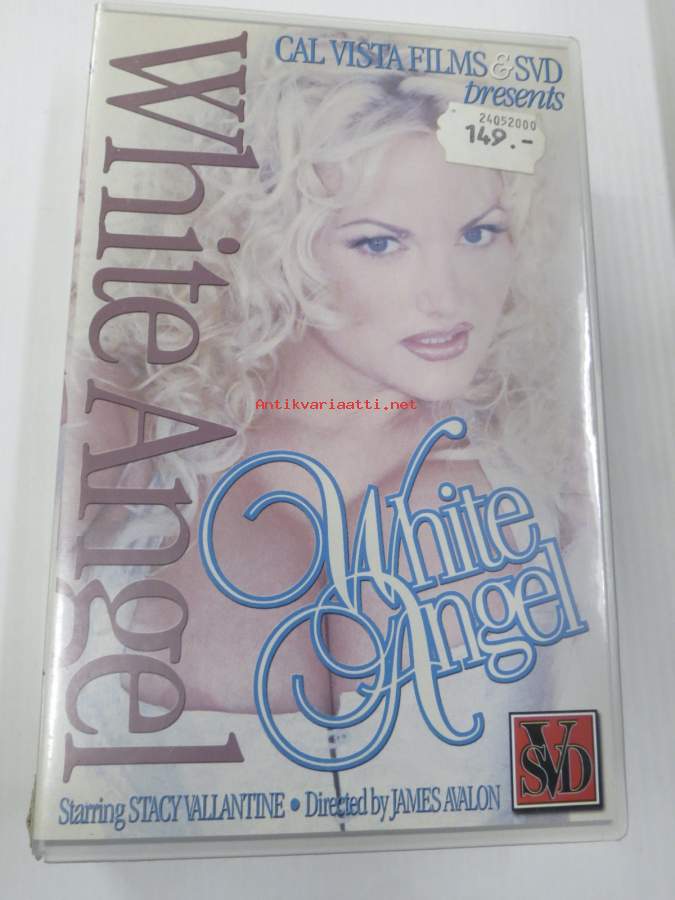 CAL VISTA FILMS & SVD
presents
24052000
149.-
White Angel
Antikvariaatti.net
White
Angel
SVD
Starring STACY VALLANTINE • Directed by JAMES AVALON